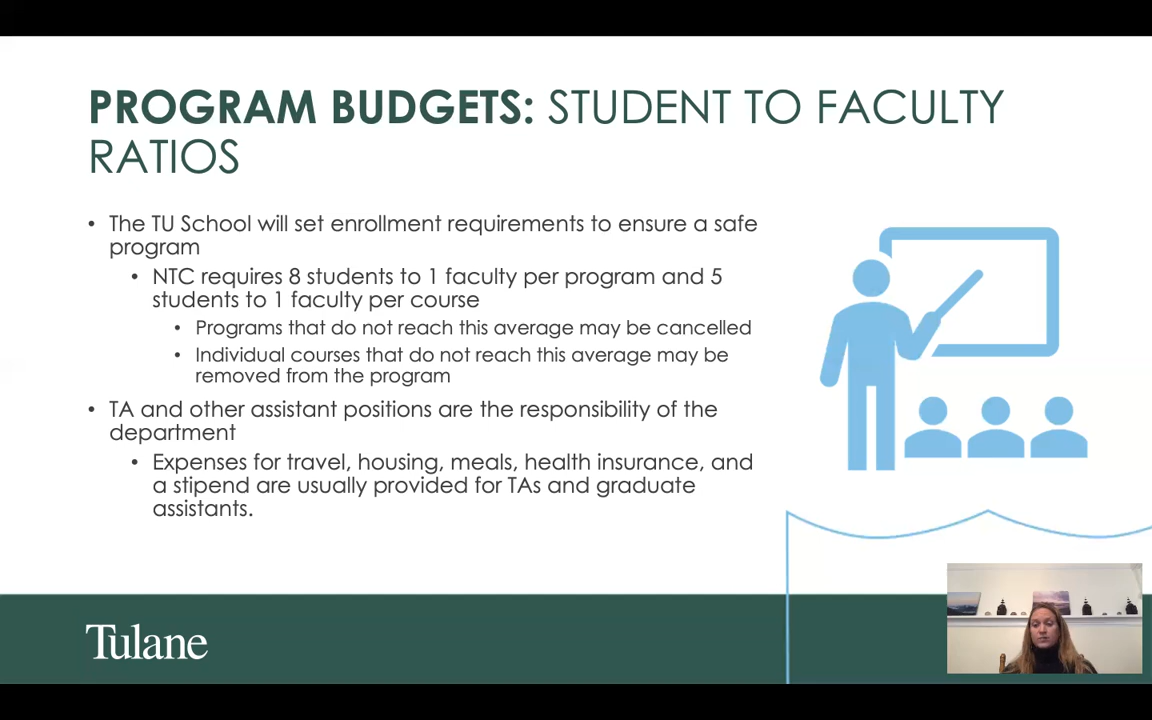 PROGRAM BUDGETS: STUDENT TO FACULTY
RATIOS
• The TU School will set enrollment requirements to ensure a safe
program
• NTC requires 8 students to 1 faculty per program and 5
students to 1 faculty per course
• Programs that do not reach this average may be cancelled
• Individual courses that do not reach this average may be
removed from the program
• TA and other assistant positions are the responsibility of the
department
• Expenses for travel, housing, meals, health insurance, and
a stipend are usually provided for TAs and graduate
assistants.
Tulane